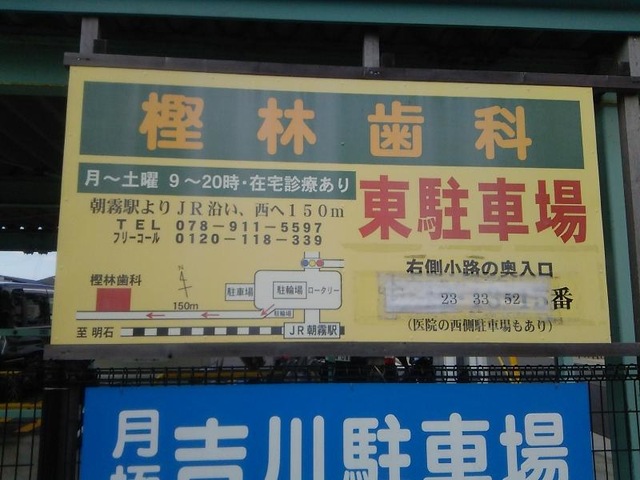 樫林歯科
月～土曜 9～20時・在宅診療あり
朝霧駅よりJR沿い、西へ150m
TEL 078-911-5597
フリーコール 0120-118-339
東駐車場
右側小路の奥入口
23 33 52 番
(医院の西側駐車場もあり)
樫林歯科
N
150m
駐車場
駐輪場
ロータリー
駐輪場
至 明石
JR朝霧駅
月極
吉川駐車場